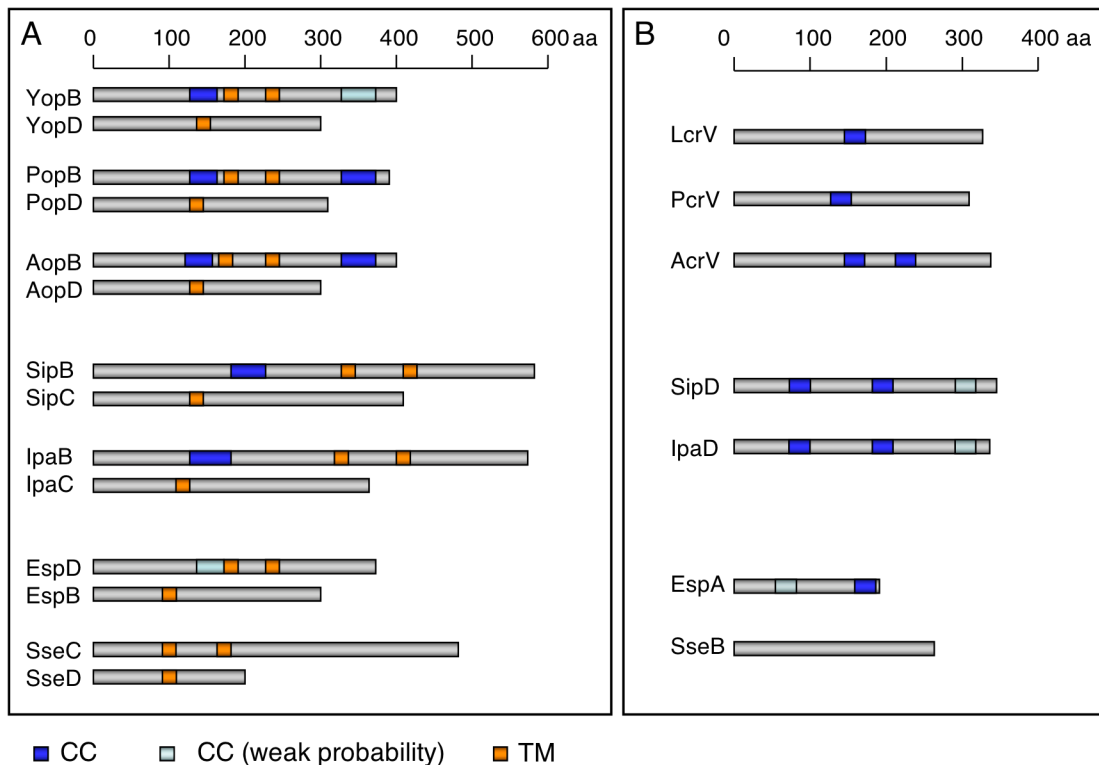 A 0 100 200 300 400 500 600 aa
YopB
YopD
PopB
PopD
AopB
AopD
SipB
SipC
IpaB
IpaC
EspD
EspB
SseC
SseD
B 0 100 200 300 400 aa
LcrV
PcrV
AcrV
SipD
IpaD
EspA
SseB
CC CC (weak probability) TM